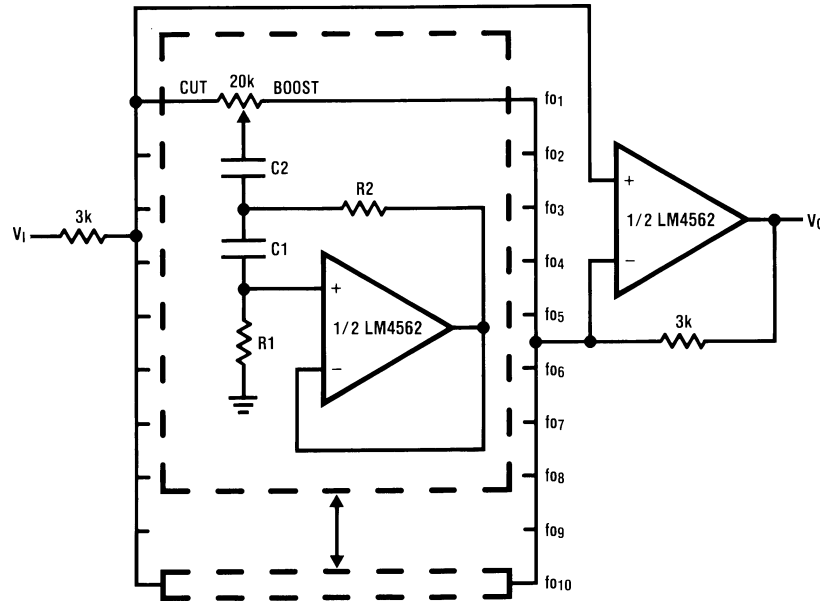 CUT
20k
BOOST
fo1
fo2
C2
R2
+
fo3
1/2 LM4562
VO
3k
VI
C1
fo4
−
+
fo5
R1
1/2 LM4562
3k
−
fo6
fo7
fo8
fo9
fo10